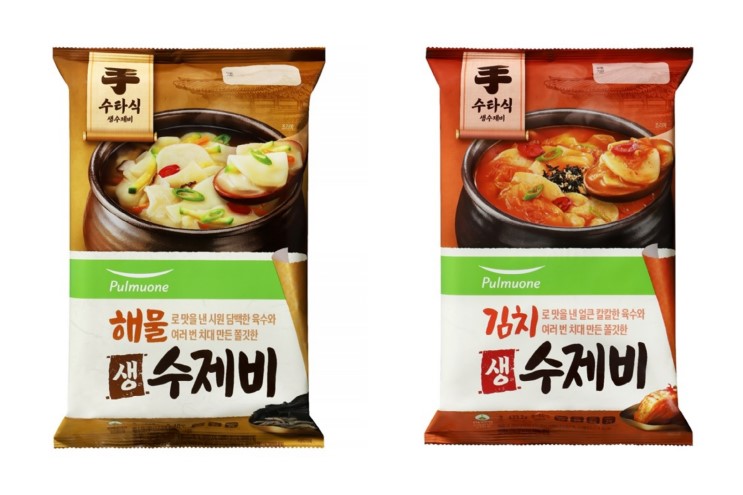 手
수타식
생수제비
Pulmuone
해물
로 맛을 낸 시원 담백한 육수와
여러 번 치대 만든 쫄깃한
생 수제비
手
수타식
생수제비
Pulmuone
김치
로 맛을 낸 얼큰 칼칼한 육수와
여러 번 치대 만든 쫄깃한
생 수제비